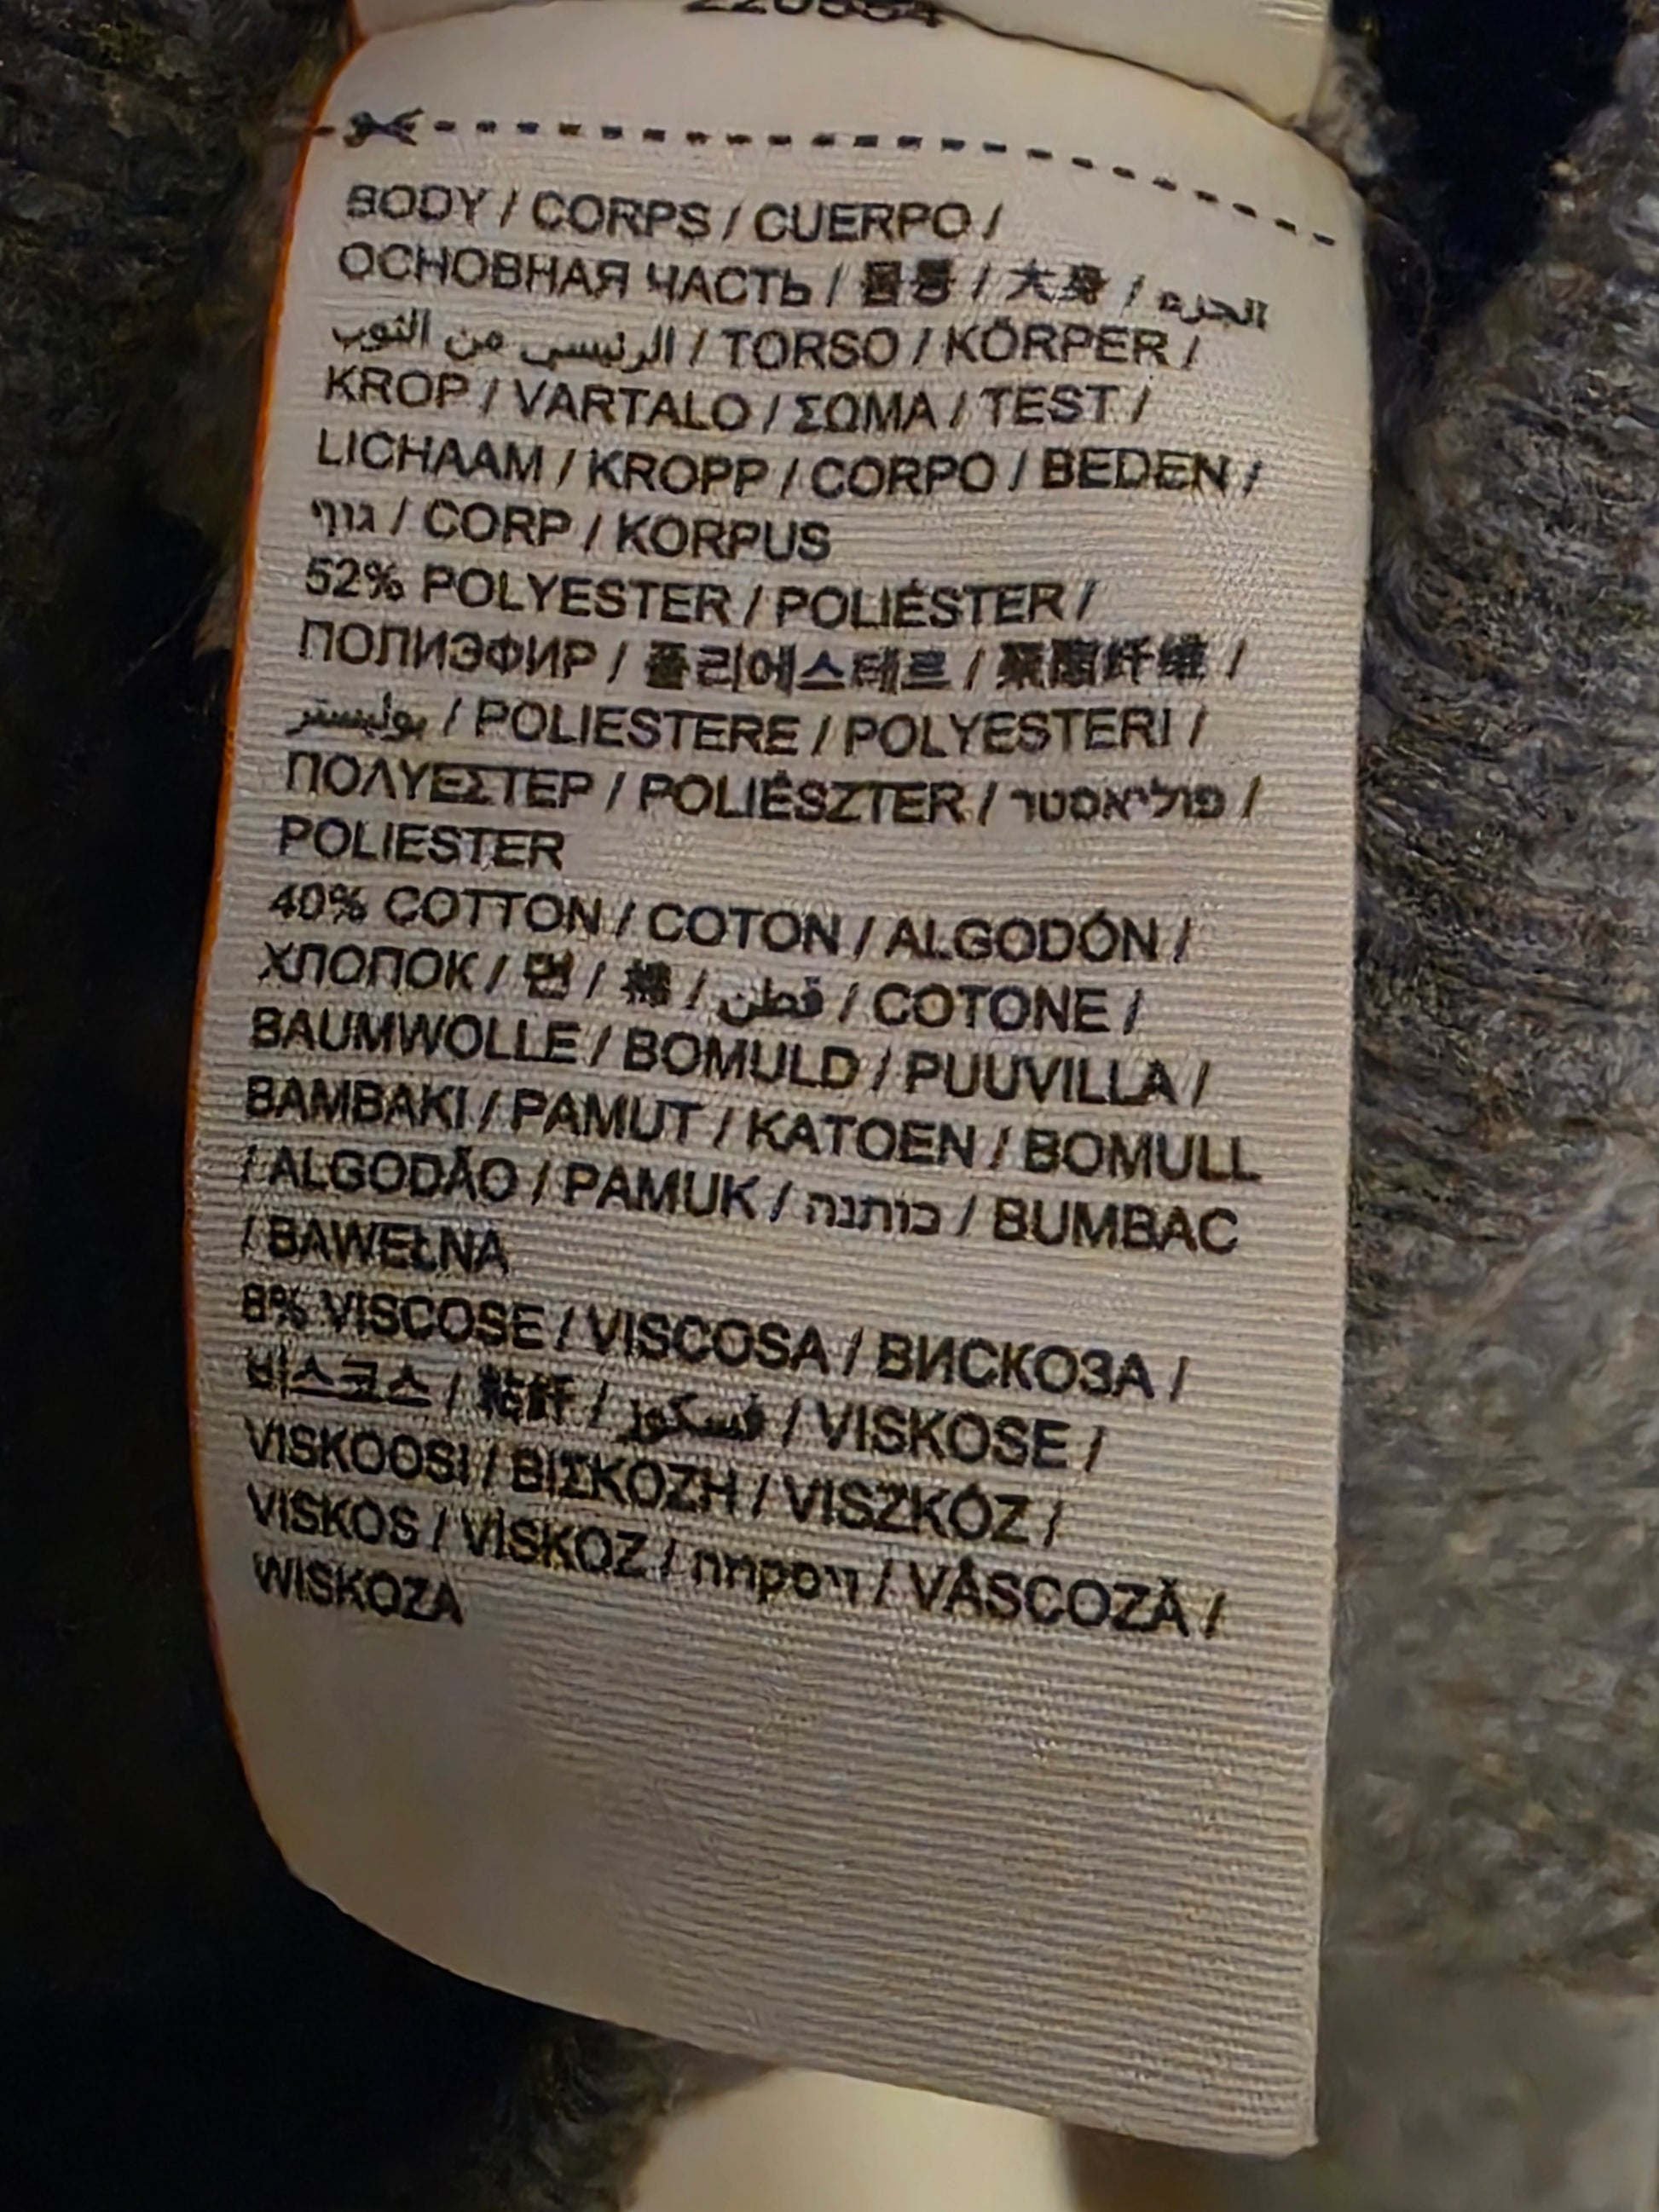 BODY / CORPS / CUERPO /
ОСНОВНАЯ ЧАСТЬ / 몸통 / 大身 / الجزء
الرئيسي من الثوب / TORSO / KÖRPER /
KROP / VARTALO / ΣΩΜΑ / TEST /
LICHAAM / KROPP / CORPO / BEDEN /
גוף / CORP / KORPUS
52% POLYESTER / POLIÉSTER /
ПОЛИЭФИР / 폴리에스테르 / 聚酯纤维 /
بوليستر / POLIESTERE / POLYESTERI /
ΠΟΛΥΕΣΤΕΡ / POLIÉSZTER / פוליאסטר /
POLIESTER
40% COTTON / COTON / ALGODÓN /
ХЛОПОК / 면 / 棉 / قطن / COTONE /
BAUMWOLLE / BOMULD / PUUVILLA /
BAMBAKI / PAMUT / KATOEN / BOMULL
/ ALGODÃO / PAMUK / כותנה / BUMBAC
/ BAWEŁNA
8% VISCOSE / VISCOSA / ВИСКОЗА /
비스코스 / 粘纤 / فسكوز / VISKOSE /
VISKOOSI / ΒΙΣΚΟΖΗ / VISZKÓZ /
VISKOS / VİSKOZ / ויסקוזה / VÂSCOZĂ /
WISKOZA